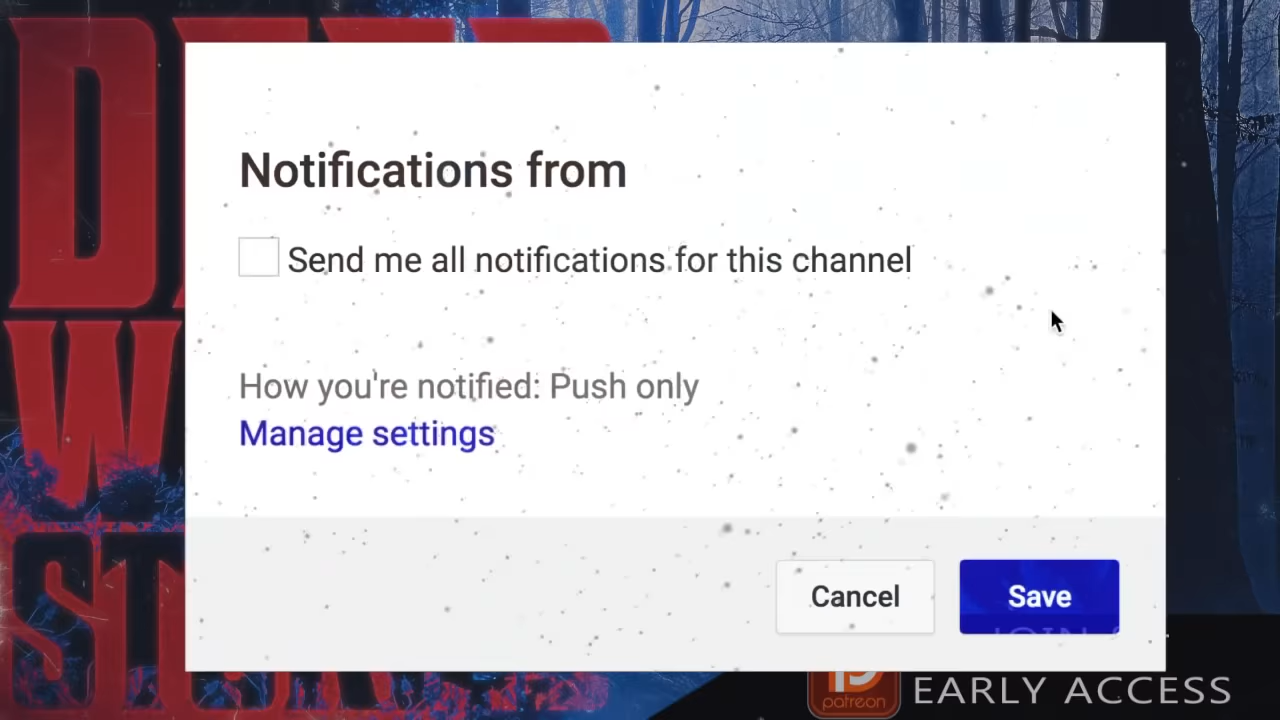 Notifications from
Send me all notifications for this channel
How you're notified: Push only
Manage settings
Cancel
Save
patreon
EARLY ACCESS